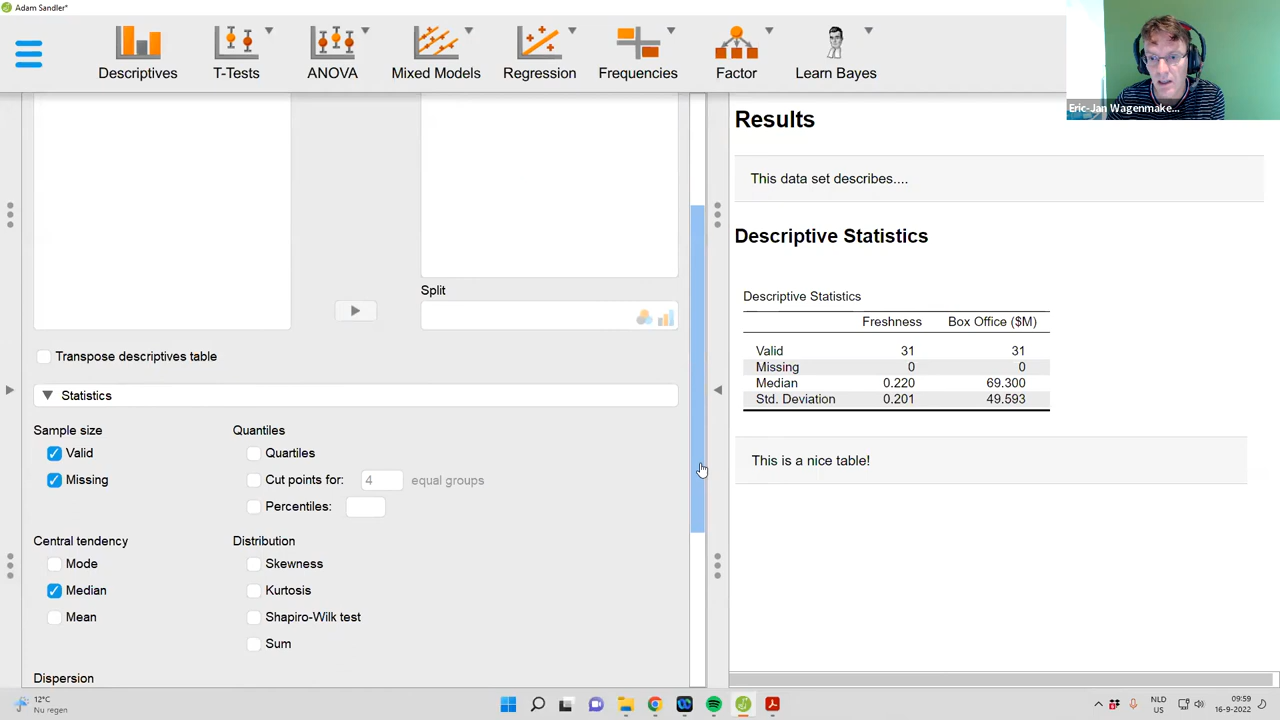 Adam Sandler*
Descriptives
T-Tests
ANOVA
Mixed Models
Regression
Frequencies
Factor
Learn Bayes
Eric-Jan Wagenmake...
Split
Transpose descriptives table
Statistics
Sample size
Quantiles
Valid
Quartiles
Missing
Cut points for: 4 equal groups
Percentiles:
Central tendency
Distribution
Mode
Skewness
Median
Kurtosis
Mean
Shapiro-Wilk test
Sum
Dispersion
Results
This data set describes....
Descriptive Statistics
Descriptive Statistics
Freshness Box Office ($M)
Valid 31 31
Missing 0 0
Median 0.220 69.300
Std. Deviation 0.201 49.593
This is a nice table!
12°C
Nu regen
NLD
US
09:59
16-9-2022